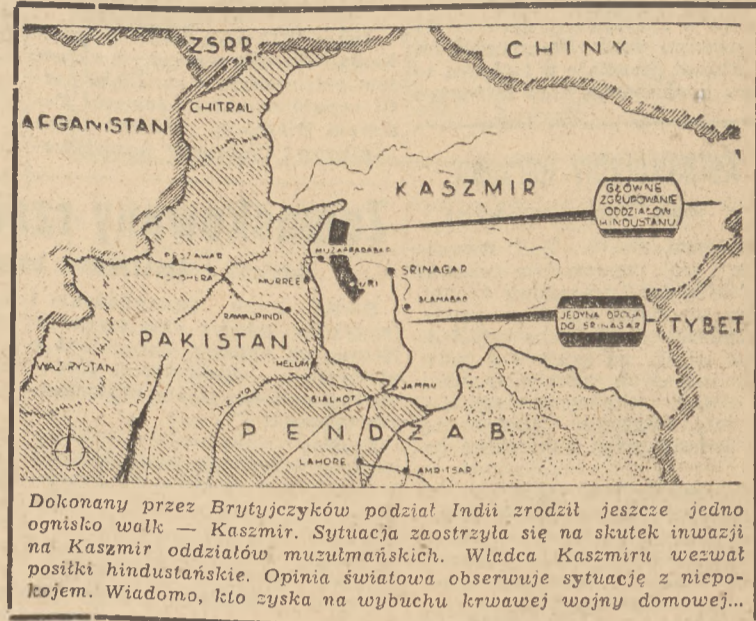 ZSRR
CHINY
CHITRAL
AFGANISTAN
KASZMIR
GŁÓWNE
ZGRUPOWANIE
ODDZIAŁÓW
HINDUSTANU
MUZAFFARABAD
SRINAGAR
URI
MURREE
RAWALPINDI
JEDYNA DROGA
DO SRINAGAR
TYBET
PAKISTAN
WAZIRYSTAN
JAMMU
SIALKOT
PENDZAB
LAHORE
AMRITSAR
Dokonany przez Brytyjczyków podział Indii zrodził jeszcze jedno
ognisko walk — Kaszmir. Sytuacja zaostrzyła się na skutek inwazji
na Kaszmir oddziałów muzułmańskich. Władca Kaszmiru wezwał
posiłki hindustańskie. Opinia światowa obserwuje sytuację z niepo-
kojem. Wiadomo, kto zyska na wybuchu krwawej wojny domowej...